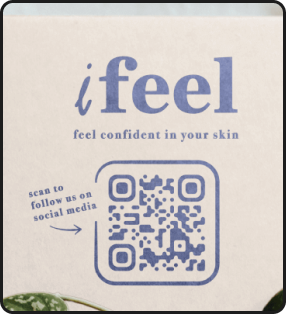 ifeel
feel confident in your skin
scan to
follow us on
social media